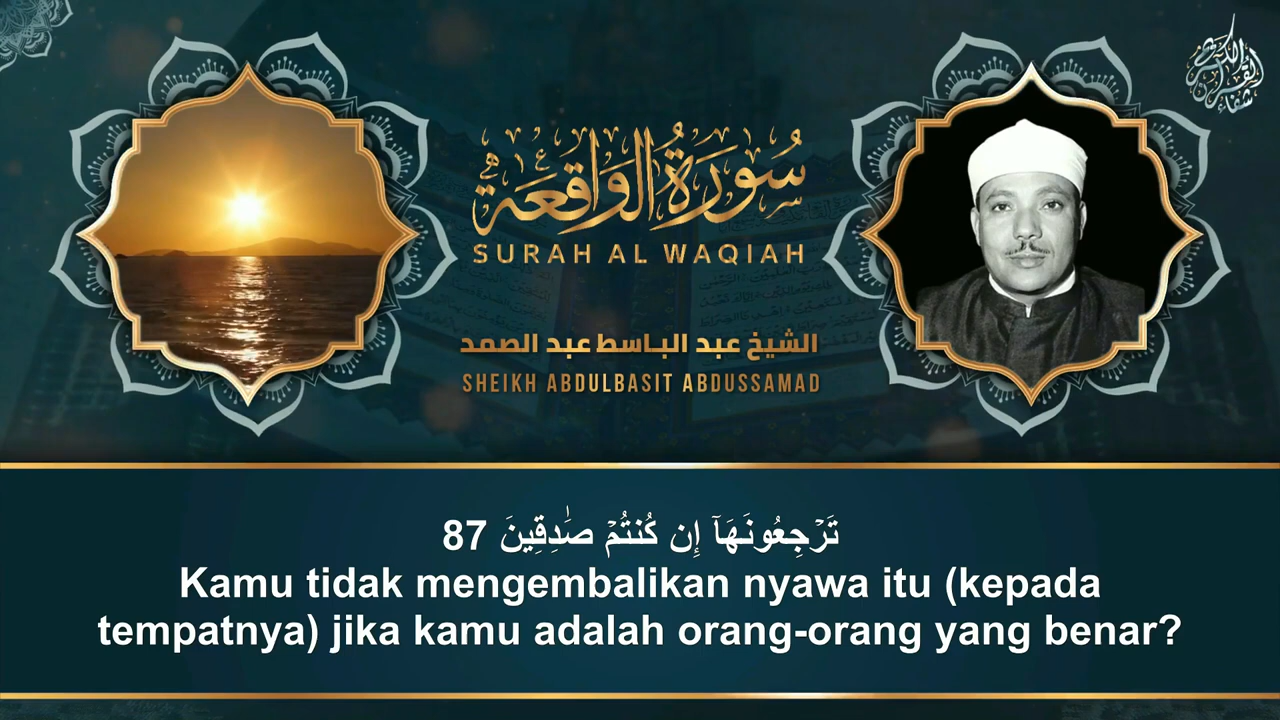 سُورَةُ الوَاقِعَة
SURAH AL WAQIAH
الشيخ عبد الباسط عبد الصمد
SHEIKH ABDULBASIT ABDUSSAMAD
تَرْجِعُونَهَآ إِن كُنتُمْ صَـٰدِقِينَ 87
Kamu tidak mengembalikan nyawa itu (kepada
tempatnya) jika kamu adalah orang-orang yang benar?